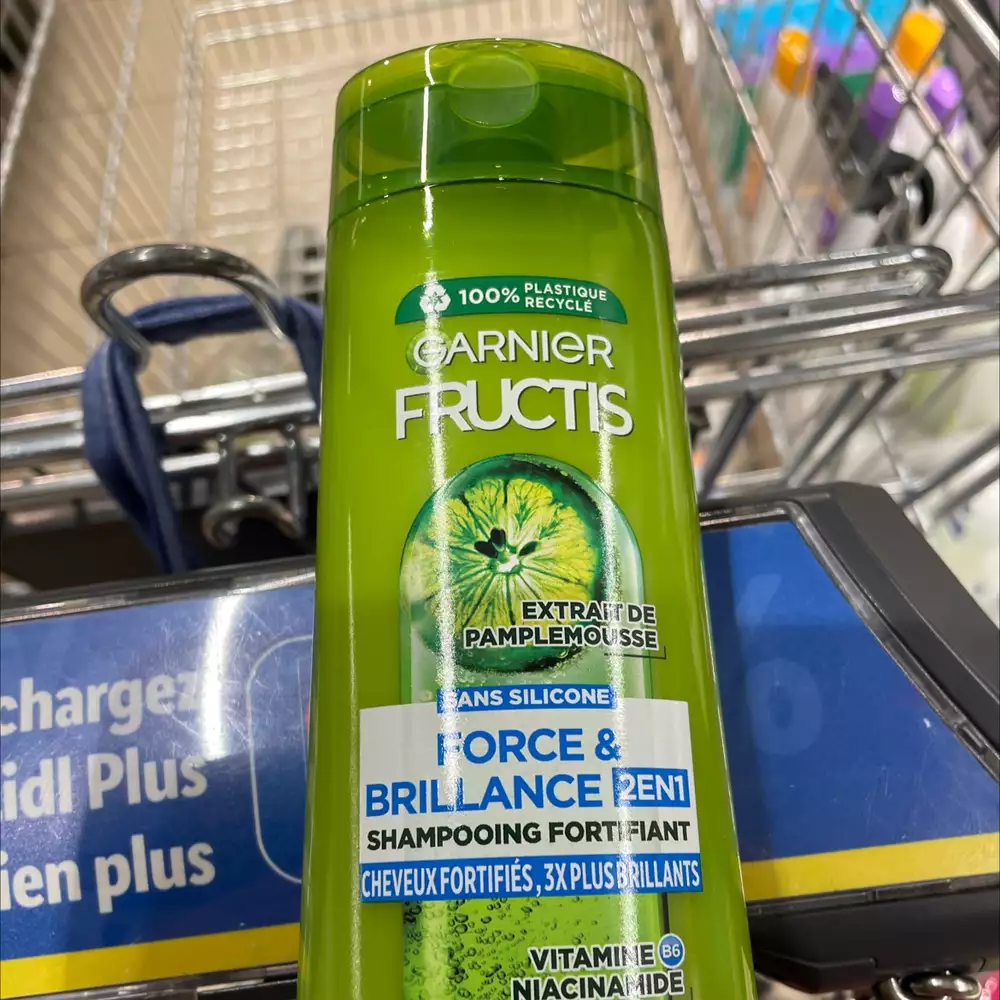 100% PLASTIQUE
RECYCLÉ
GARNIER
FRUCTIS
EXTRAIT DE
PAMPLEMOUSSE
SANS SILICONE
FORCE &
BRILLANCE 2EN1
SHAMPOOING FORTIFIANT
CHEVEUX FORTIFIÉS, 3X PLUS BRILLANTS
VITAMINE B6
NIACINAMIDE
chargez
idl Plus
ien plus
%